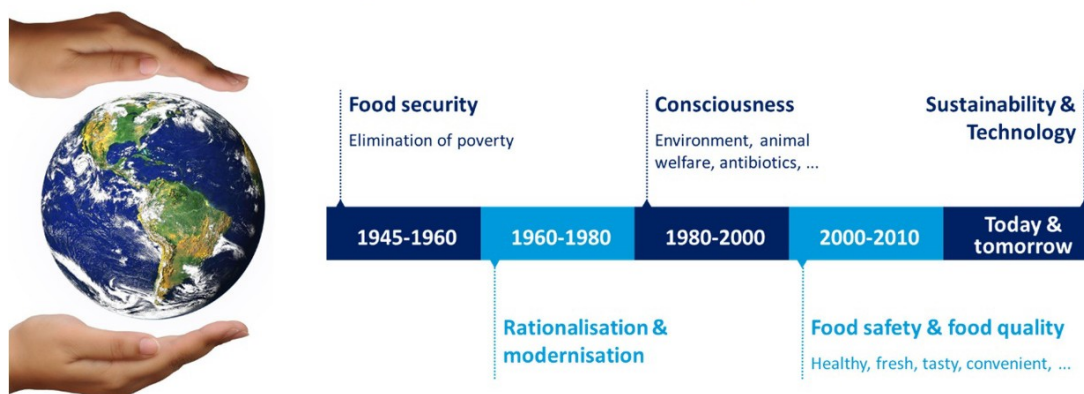 Food security
Elimination of poverty
Consciousness
Environment, animal
welfare, antibiotics, ...
Sustainability &
Technology
1945-1960
1960-1980
1980-2000
2000-2010
Today &
tomorrow
Rationalisation &
modernisation
Food safety & food quality
Healthy, fresh, tasty, convenient, ...